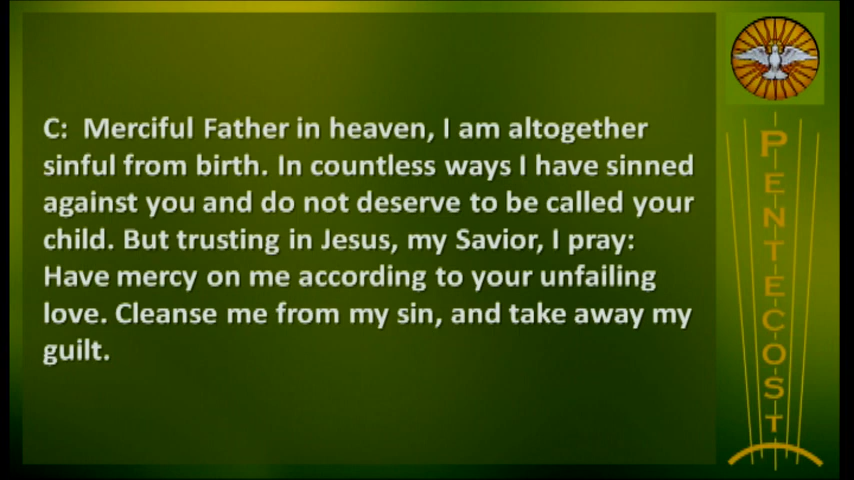 C: Merciful Father in heaven, I am altogether
sinful from birth. In countless ways I have sinned
against you and do not deserve to be called your
child. But trusting in Jesus, my Savior, I pray:
Have mercy on me according to your unfailing
love. Cleanse me from my sin, and take away my
guilt.
PENTECOST